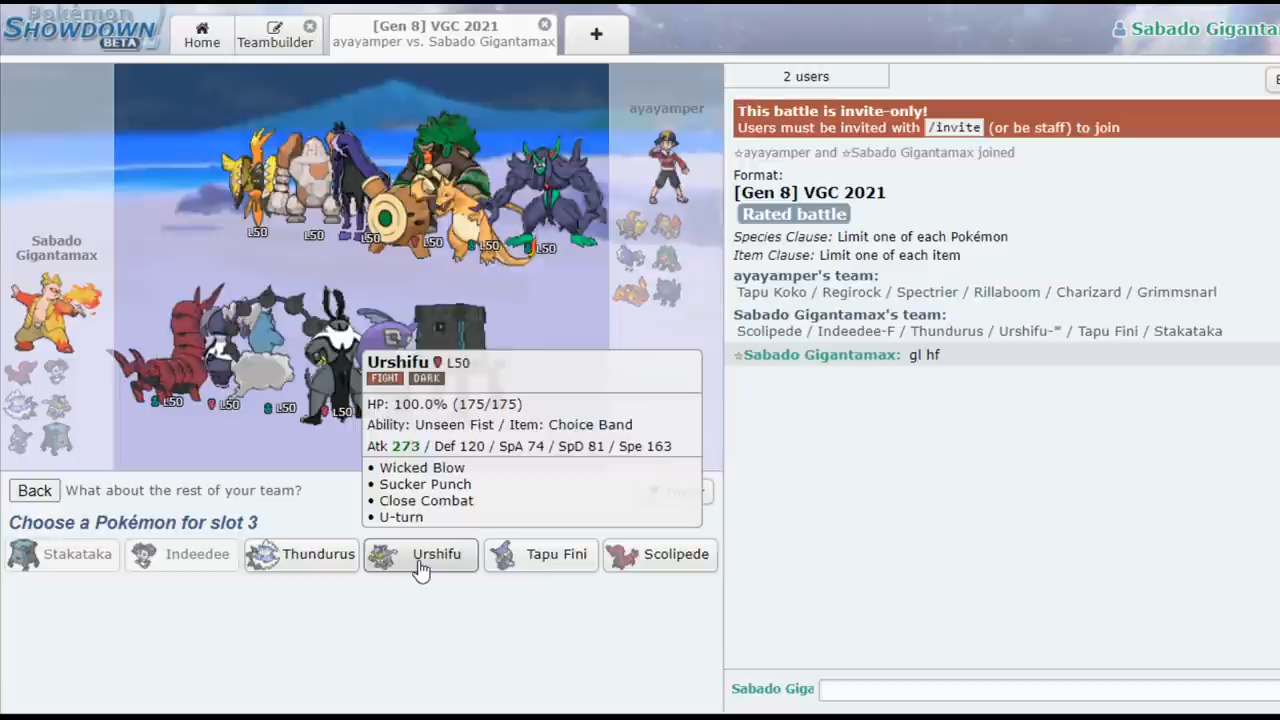 Pokémon
SHOWDOWN
BETA
Home
Teambuilder
[Gen 8] VGC 2021
ayayamper vs. Sabado Gigantamax
+
Sabado Giganta
2 users
This battle is invite-only!
Users must be invited with /invite (or be staff) to join
☆ayayamper and ☆Sabado Gigantamax joined
Format:
[Gen 8] VGC 2021
Rated battle
Species Clause: Limit one of each Pokémon
Item Clause: Limit one of each item
ayayamper's team:
Tapu Koko / Regirock / Spectrier / Rillaboom / Charizard / Grimmsnarl
Sabado Gigantamax's team:
Scolipede / Indeedee-F / Thundurus / Urshifu-* / Tapu Fini / Stakataka
☆Sabado Gigantamax: gl hf
ayayamper
L50
L50
L50
L50
L50
L50
Sabado
Gigantamax
L50
L50
L50
L50
Urshifu L50
FIGHT DARK
HP: 100.0% (175/175)
Ability: Unseen Fist / Item: Choice Band
Atk 273 / Def 120 / SpA 74 / SpD 81 / Spe 163
• Wicked Blow
• Sucker Punch
• Close Combat
• U-turn
Back What about the rest of your team?
Choose a Pokémon for slot 3
Stakataka Indeedee Thundurus Urshifu Tapu Fini Scolipede
Sabado Giga